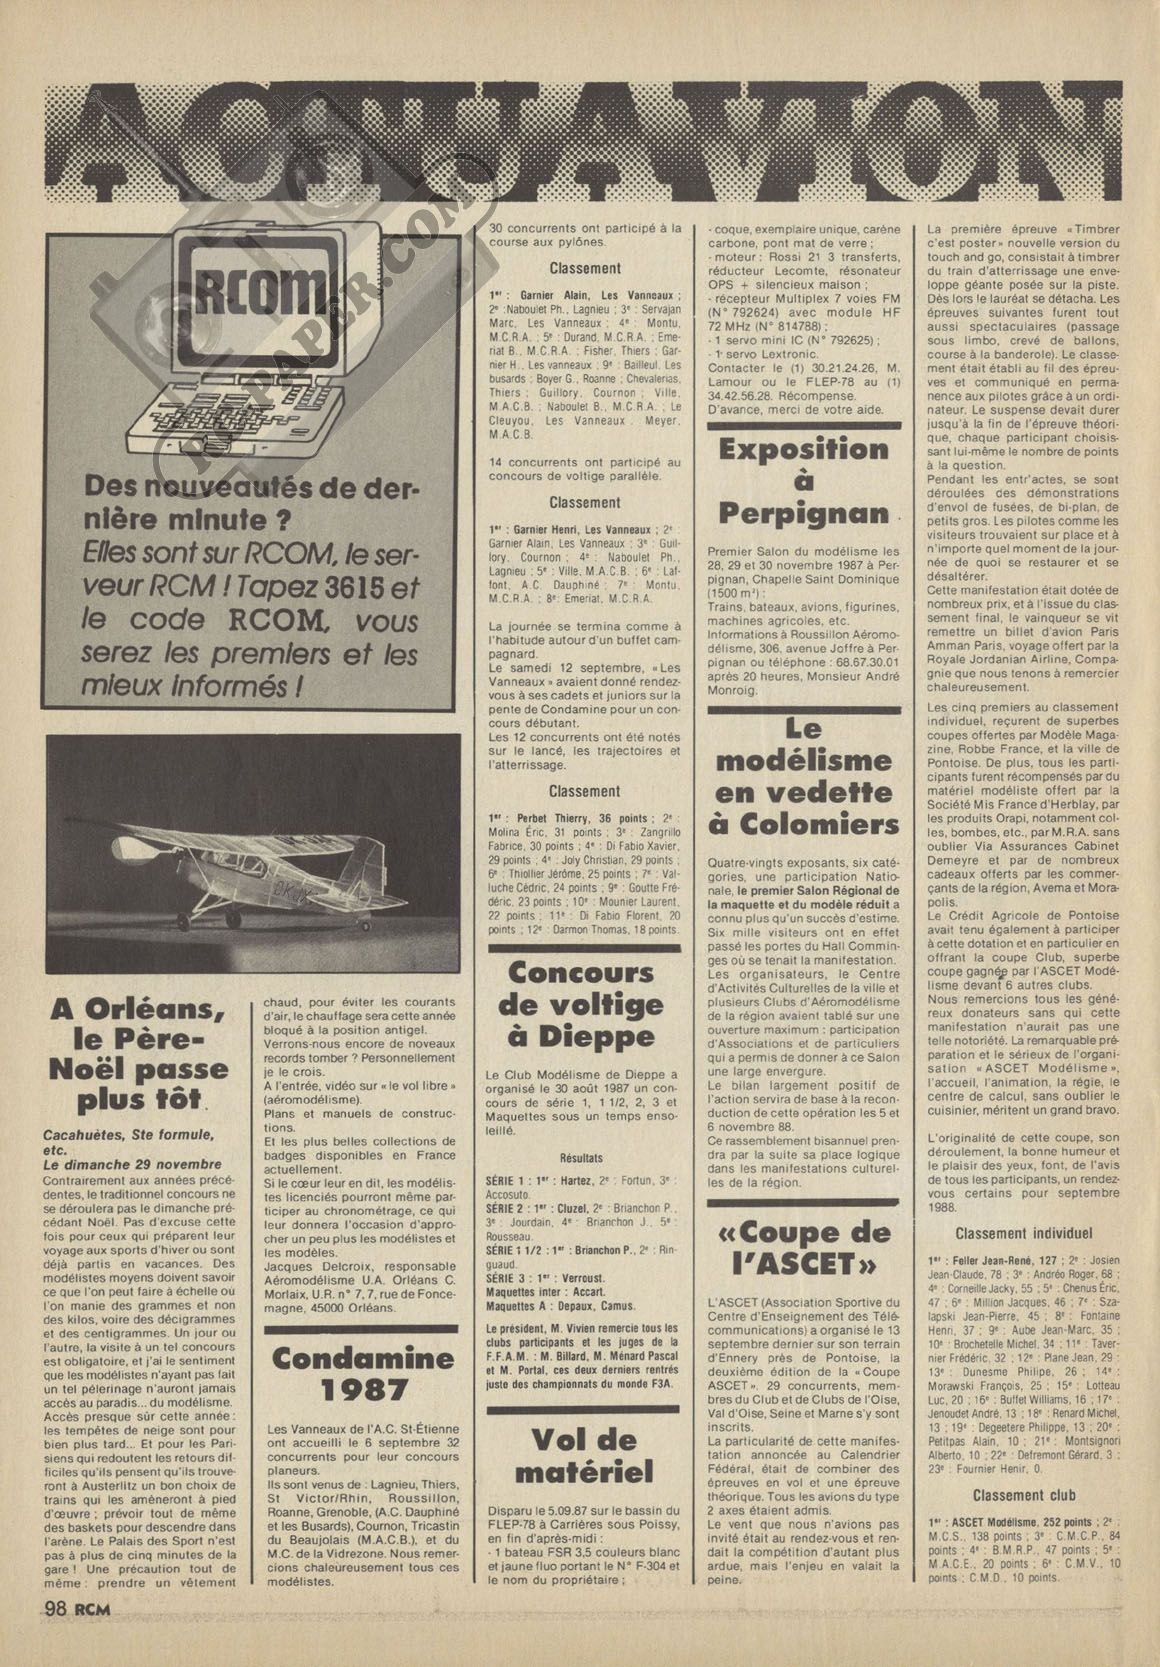 ACTUAVION
RCOM
RCPAPER.COM
Des nouveautés de der-
nière minute ?
Elles sont sur RCOM, le ser-
veur RCM ! Tapez 3615 et
le code RCOM, vous
serez les premiers et les
mieux informés !
A Orléans,
le Père-
Noël passe
plus tôt.
Cacahuètes, Ste formule,
etc.
Le dimanche 29 novembre
Contrairement aux années précé-
dentes, le traditionnel concours ne
se déroulera pas le dimanche pré-
cédant Noël. Pas d'excuse cette
fois pour ceux qui préparent leur
voyage aux sports d'hiver ou sont
déjà partis en vacances. Des
modélistes moyens doivent savoir
ce que l'on peut faire à échelle où
l'on manie des grammes et non
des kilos, voire des décigrammes
et des centigrammes. Un jour ou
l'autre, la visite à un tel concours
est obligatoire, et j'ai le sentiment
que les modélistes n'ayant pas fait
un tel pélerinage n'auront jamais
accès au paradis... du modélisme.
Accès presque sûr cette année :
les tempêtes de neige sont pour
bien plus tard... Et pour les Pari-
siens qui redoutent les retours dif-
ficiles qu'ils pensent qu'ils trouve-
ront à Austerlitz un bon choix de
trains qui les amèneront à pied
d'œuvre ; prévoir tout de même
des baskets pour descendre dans
l'arène. Le Palais des Sport n'est
pas à plus de cinq minutes de la
gare ! Une précaution tout de
même : prendre un vêtement
chaud, pour éviter les courants
d'air, le chauffage sera cette année
bloqué à la position antigel.
Verrons-nous encore de noveaux
records tomber ? Personnellement
je le crois.
A l'entrée, vidéo sur « le vol libre »
(aéromodélisme).
Plans et manuels de construc-
tions.
Et les plus belles collections de
badges disponibles en France
actuellement.
Si le cœur leur en dit, les modélis-
tes licenciés pourront même par-
ticiper au chronométrage, ce qui
leur donnera l'occasion d'appro-
cher un peu plus les modélistes et
les modèles.
Jacques Delcroix, responsable
Aéromodélisme U.A. Orléans C.
Morlaix, U.R. n° 7, 7, rue de Fonce-
magne, 45000 Orléans.
Condamine
1987
Les Vanneaux de l'A.C. St-Étienne
ont accueilli le 6 septembre 32
concurrents pour leur concours
planeurs.
Ils sont venus de : Lagnieu, Thiers,
St Victor/Rhin, Roussillon,
Roanne, Grenoble, (A.C. Dauphiné
et les Busards), Cournon, Tricastin
du Beaujolais (M.A.C.B.), et du
M.C. de la Vidrezone. Nous remer-
cions chaleureusement tous ces
modélistes.
30 concurrents ont participé à la
course aux pylônes.
Classement
1er : Garnier Alain, Les Vanneaux ;
2e : Naboulet Ph., Lagnieu ; 3e : Servajan
Marc, Les Vanneaux ; 4e : Montu,
M.C.R.A. ; 5e : Durand, M.C.R.A. ; Eme-
riat B., M.C.R.A. ; Fisher, Thiers ; Gar-
nier H., Les vanneaux ; 9e : Bailleul, Les
busards ; Boyer G., Roanne ; Chevalerias,
Thiers ; Guillory, Cournon ; Ville,
M.A.C.B. ; Naboulet B., M.C.R.A. ; Le
Cleuyou, Les Vanneaux . Meyer,
M.A.C.B.
14 concurrents ont participé au
concours de voltige parallèle.
Classement
1er : Garnier Henri, Les Vanneaux ; 2e :
Garnier Alain, Les Vanneaux ; 3e : Guil-
lory, Cournon ; 4e : Naboulet Ph.,
Lagnieu ; 5e : Ville, M.A.C.B. ; 6e : Laf-
font, A.C. Dauphiné ; 7e : Montu,
M.C.R.A. ; 8e : Emeriat, M.C.R.A.
La journée se termina comme à
l'habitude autour d'un buffet cam-
pagnard.
Le samedi 12 septembre, « Les
Vanneaux » avaient donné rendez-
vous à ses cadets et juniors sur la
pente de Condamine pour un con-
cours débutant.
Les 12 concurrents ont été notés
sur le lancé, les trajectoires et
l'atterrissage.
Classement
1er : Perbet Thierry, 36 points ; 2e :
Molina Éric, 31 points ; 3e : Zangrillo
Fabrice, 30 points ; 4e : Di Fabio Xavier,
29 points ; 4e : Joly Christian, 29 points ;
6e : Thiollier Jérôme, 25 points ; 7e : Val-
luche Cédric, 24 points ; 9e : Goutte Fré-
déric, 23 points ; 10e : Mounier Laurent,
22 points ; 11e : Di Fabio Florent, 20
points ; 12e : Darmon Thomas, 18 points.
Concours
de voltige
à Dieppe
Le Club Modélisme de Dieppe a
organisé le 30 août 1987 un con-
cours de série 1, 1 1/2, 2, 3 et
Maquettes sous un temps enso-
leillé.
Résultats
SÉRIE 1 : 1er : Hartez, 2e : Fortun, 3e :
Accosuto.
SÉRIE 2 : 1er : Cluzel, 2e : Brianchon P.,
3e : Jourdain, 4e : Brianchon J., 5e :
Rousseau.
SÉRIE 1 1/2 : 1er : Brianchon P., 2e : Rin-
guaud.
SÉRIE 3 : 1er : Verroust.
Maquettes inter : Accart.
Maquettes A : Depaux, Camus.
Le président, M. Vivien remercie tous les
clubs participants et les juges de la
F.F.A.M. : M. Billard, M. Ménard Pascal
et M. Portal, ces deux derniers rentrés
juste des championnats du monde F3A.
Vol de
matériel
Disparu le 5.09.87 sur le bassin du
FLEP-78 à Carrières sous Poissy,
en fin d'après-midi :
- 1 bateau FSR 3,5 couleurs blanc
et jaune fluo portant le N° F-304 et
le nom du propriétaire ;
- coque, exemplaire unique, carène
carbone, pont mat de verre ;
- moteur : Rossi 21 3 transferts,
réducteur Lecomte, résonateur
OPS + silencieux maison ;
- récepteur Multiplex 7 voies FM
(N° 792624) avec module HF
72 MHz (N° 814788) ;
- 1 servo mini IC (N° 792625) ;
- 1 servo Lextronic.
Contacter le (1) 30.21.24.26, M.
Lamour ou le FLEP-78 au (1)
34.42.56.28. Récompense.
D'avance, merci de votre aide.
Exposition
à
Perpignan
Premier Salon du modélisme les
28, 29 et 30 novembre 1987 à Per-
pignan, Chapelle Saint Dominique
(1500 m²) :
Trains, bateaux, avions, figurines,
machines agricoles, etc.
Informations à Roussillon Aéromo-
délisme, 306, avenue Joffre à Per-
pignan ou téléphone : 68.67.30.01
après 20 heures, Monsieur André
Monroig.
Le
modélisme
en vedette
à Colomiers
Quatre-vingts exposants, six caté-
gories, une participation Natio-
nale, le premier Salon Régional de
la maquette et du modèle réduit a
connu plus qu'un succès d'estime.
Six mille visiteurs ont en effet
passé les portes du Hall Commin-
ges où se tenait la manifestation.
Les organisateurs, le Centre
d'Activités Culturelles de la ville et
plusieurs Clubs d'Aéromodélisme
de la région avaient tablé sur une
ouverture maximum : participation
d'Associations et de particuliers
qui a permis de donner à ce Salon
une large envergure.
Le bilan largement positif de
l'action servira de base à la recon-
duction de cette opération les 5 et
6 novembre 88.
Ce rassemblement bisannuel pren-
dra par la suite sa place logique
dans les manifestations culturel-
les de la région.
«Coupe de
l'ASCET»
L'ASCET (Association Sportive du
Centre d'Enseignement des Télé-
communications) a organisé le 13
septembre dernier sur son terrain
d'Ennery près de Pontoise, la
deuxième édition de la « Coupe
ASCET ». 29 concurrents, mem-
bres du Club et de Clubs de l'Oise,
Val d'Oise, Seine et Marne s'y sont
inscrits.
La particularité de cette manifes-
tation annoncée au Calendrier
Fédéral, était de combiner des
épreuves en vol et une épreuve
théorique. Tous les avions du type
2 axes étaient admis.
Le vent que nous n'avions pas
invité était au rendez-vous et ren-
dait la compétition d'autant plus
ardue, mais l'enjeu en valait la
peine.
La première épreuve « Timbrer
c'est poster » nouvelle version du
touch and go, consistait à timbrer
du train d'atterrissage une enve-
loppe géante posée sur la piste.
Dès lors le lauréat se détacha. Les
épreuves suivantes furent tout
aussi spectaculaires (passage
sous limbo, crevé de ballons,
course à la banderole). Le classe-
ment était établi au fil des épreu-
ves et communiqué en perma-
nence aux pilotes grâce à un ordi-
nateur. Le suspense devait durer
jusqu'à la fin de l'épreuve théori-
que, chaque participant choisis-
sant lui-même le nombre de points
à la question.
Pendant les entr'actes, se sont
déroulées des démonstrations
d'envol de fusées, de bi-plan, de
petits gros. Les pilotes comme les
visiteurs trouvaient sur place et à
n'importe quel moment de la jour-
née de quoi se restaurer et se
désaltérer.
Cette manifestation était dotée de
nombreux prix, et à l'issue du clas-
sement final, le vainqueur se vit
remettre un billet d'avion Paris
Amman Paris, voyage offert par la
Royale Jordanian Airline, Compa-
gnie que nous tenons à remercier
chaleureusement.
Les cinq premiers au classement
individuel, reçurent de superbes
coupes offertes par Modèle Maga-
zine, Robbe France, et la ville de
Pontoise. De plus, tous les parti-
cipants furent récompensés par du
matériel modéliste offert par la
Société Mis France d'Herblay, par
les produits Orapi, notamment col-
les, bombes, etc., par M.R.A. sans
oublier Via Assurances Cabinet
Demeyre et par de nombreux
cadeaux offerts par les commer-
çants de la région, Avema et Mora-
polis.
Le Crédit Agricole de Pontoise
avait tenu également à participer
à cette dotation et en particulier en
offrant la coupe Club, superbe
coupe gagnée par l'ASCET Modé-
lisme devant 6 autres clubs.
Nous remercions tous les géné-
reux donateurs sans qui cette
manifestation n'aurait pas une
telle notoriété. La remarquable pré-
paration et le sérieux de l'organi-
sation « ASCET Modélisme »,
l'accueil, l'animation, la régie, le
centre de calcul, sans oublier le
cuisinier, méritent un grand bravo.
L'originalité de cette coupe, son
déroulement, la bonne humeur et
le plaisir des yeux, font, de l'avis
de tous les participants, un rendez-
vous certains pour septembre
1988.
Classement individuel
1er : Feller Jean-René, 127 ; 2e : Josien
Jean-Claude, 78 ; 3e : Andréo Roger, 68 ;
4e : Corneille Jacky, 55 ; 5e : Chenus Éric,
47 ; 6e : Million Jacques, 46 ; 7e : Sza-
lapski Jean-Pierre, 45 ; 8e : Fontaine
Henri, 37 ; 9e : Aube Jean-Marc, 35 ;
10e : Brochetelle Michel, 34 ; 11e : Taver-
nier Frédéric, 32 ; 12e : Plane Jean, 29 ;
13e : Dunesme Philipe, 26 ; 14e :
Morawski François, 25 ; 15e : Lotteau
Luc, 20 ; 16e : Buffet Williams, 16 ; 17e :
Jenoudet André, 13 ; 18e : Renard Michel,
13 ; 19e : Degeetere Philippe, 13 ; 20e :
Petitpas Alain, 10 ; 21e : Montsignori
Alberto, 10 ; 22e : Defremont Gérard, 3 ;
23e : Fournier Henir, 0.
Classement club
1er : ASCET Modélisme, 252 points ; 2e :
M.C.S., 138 points ; 3e : C.M.C.P., 84
points ; 4e : B.M.R.P., 47 points ; 5e :
M.A.C.E., 20 points ; 6e : C.M.V., 10
points ; C.M.D., 10 points.
98 RCM